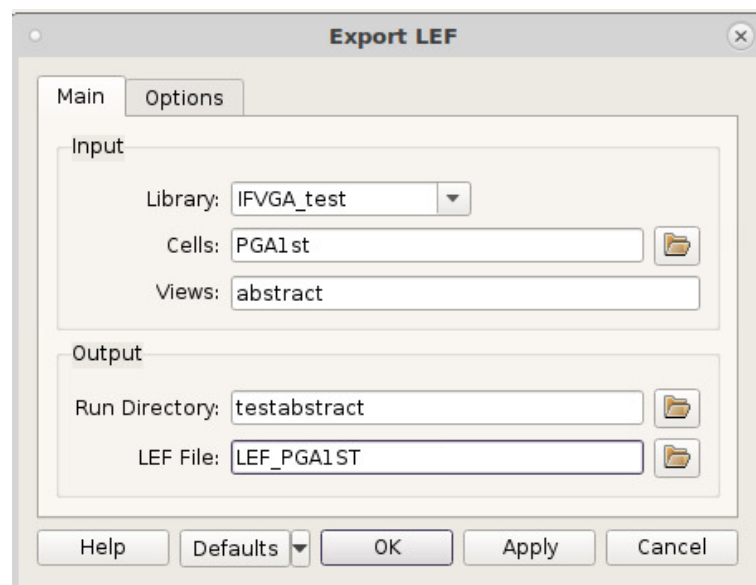 Export LEF
Main Options
Input
Library: IFVGA_test
Cells: PGA1st
Views: abstract
Output
Run Directory: testabstract
LEF File: LEF_PGA1ST
Help Defaults OK Apply Cancel